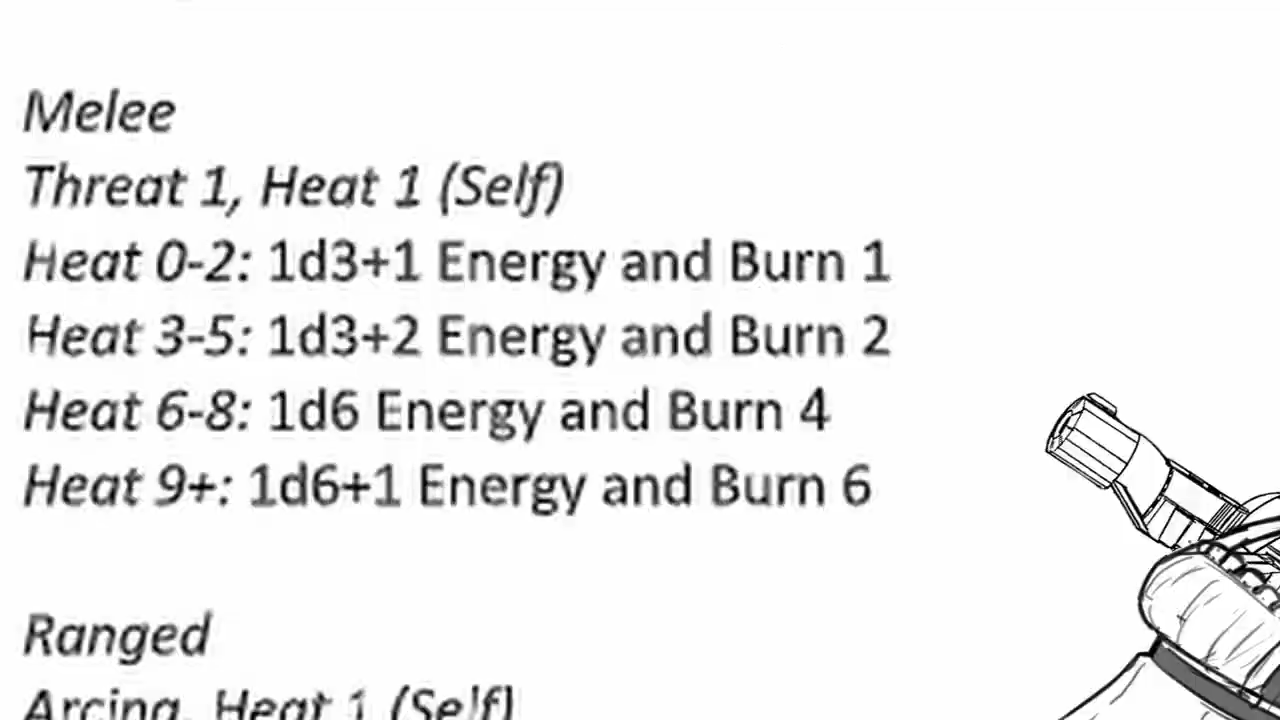 Melee
Threat 1, Heat 1 (Self)
Heat 0-2: 1d3+1 Energy and Burn 1
Heat 3-5: 1d3+2 Energy and Burn 2
Heat 6-8: 1d6 Energy and Burn 4
Heat 9+: 1d6+1 Energy and Burn 6
Ranged
Arcing, Heat 1 (Self)